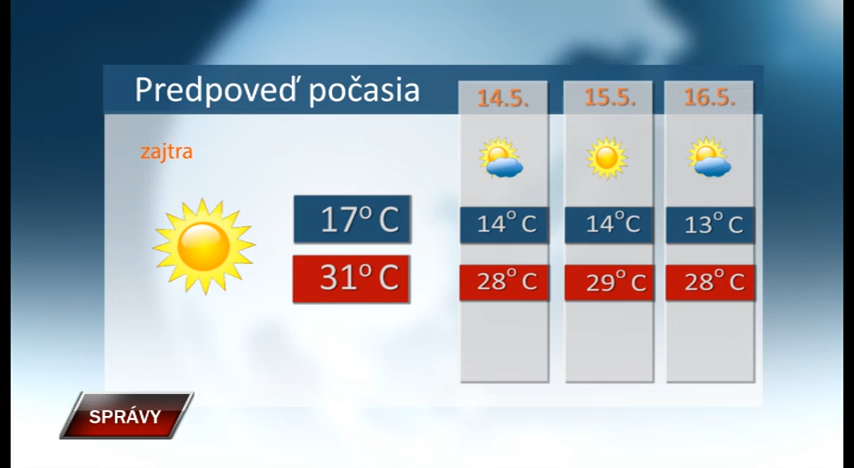 Predpoveď počasia
zajtra
17° C
31° C
14.5. 15.5. 16.5.
14° C 14°C 13° C
28° C 29° C 28° C
SPRÁVY